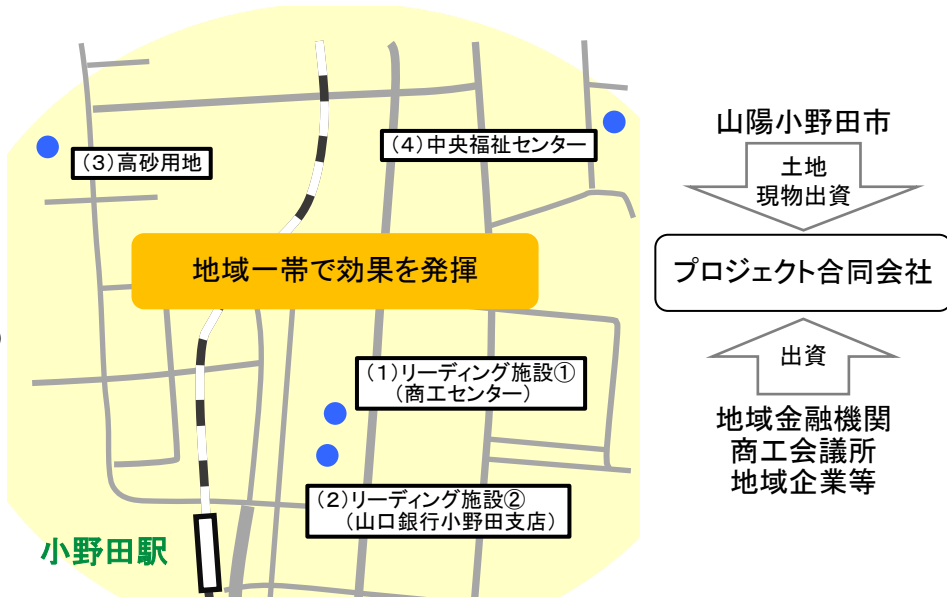 (3)高砂用地
(4)中央福祉センター
地域一帯で効果を発揮
(1)リーディング施設①
(商工センター)
(2)リーディング施設②
(山口銀行小野田支店)
小野田駅
山陽小野田市
土地
現物出資
プロジェクト合同会社
出資
地域金融機関
商工会議所
地域企業等